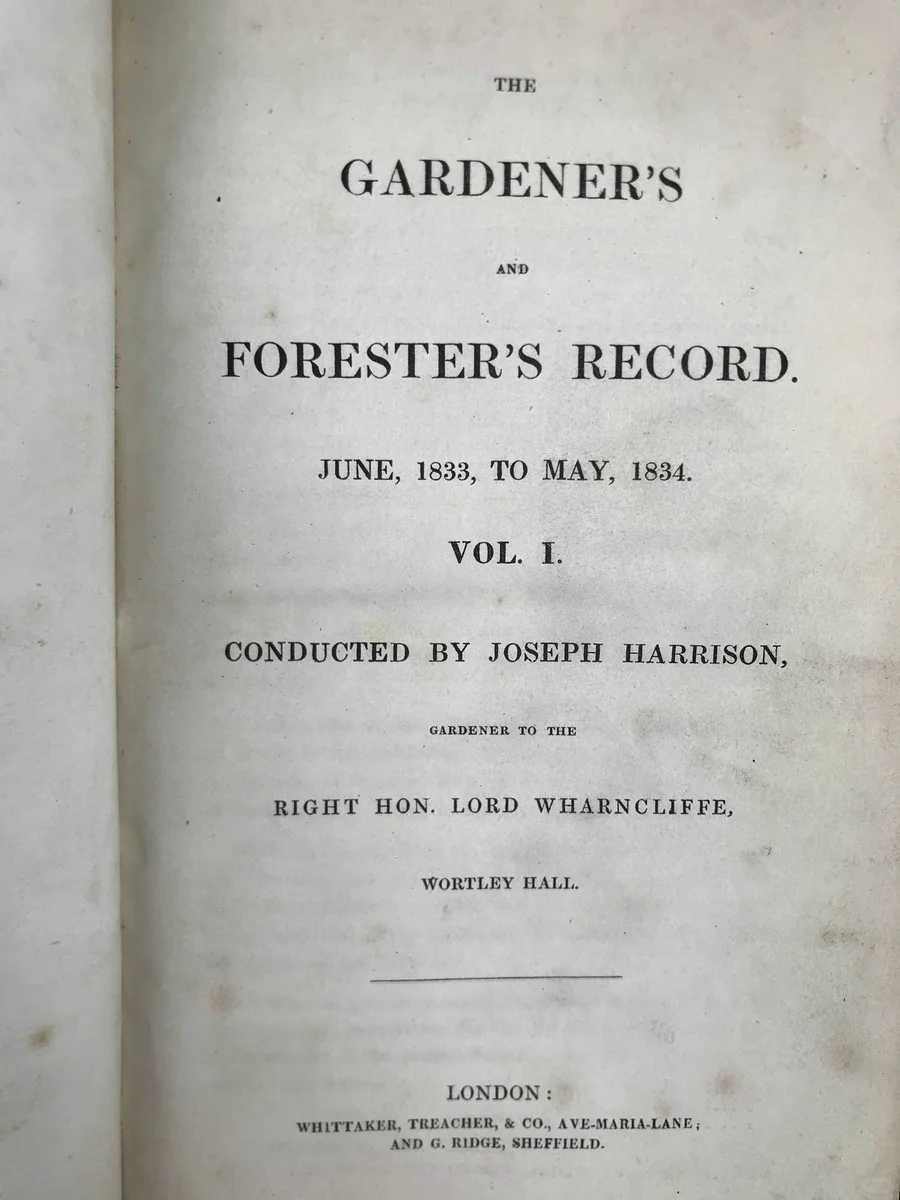 THE
GARDENER'S
AND
FORESTER'S RECORD.
JUNE, 1833, TO MAY, 1834.
VOL. I.
CONDUCTED BY JOSEPH HARRISON,
GARDENER TO THE
RIGHT HON. LORD WHARNCLIFFE,
WORTLEY HALL.
LONDON:
WHITTAKER, TREACHER, & CO., AVE-MARIA-LANE;
AND G. RIDGE, SHEFFIELD.